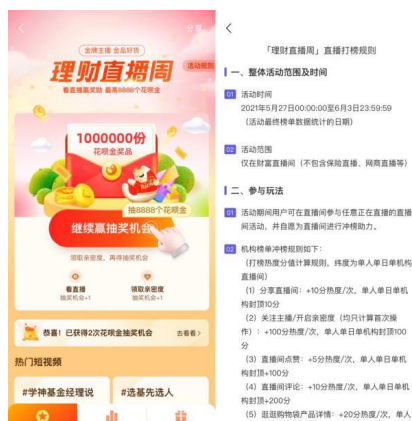 分享
金牌主播 金品好货
理财直播周
活动规则
看直播赢奖励 最高8888个花呗金
1000000份
花呗金奖品
抽8888个花呗金
继续赢抽奖机会
领取亲密度，再得抽奖机会
看直播
抽奖机会+1
领取亲密度
抽奖机会+1
恭喜！已获得2次花呗金抽奖机会
去看看>
热门短视频
#学神基金经理说
#选基先选人
「理财直播周」直播打榜规则
一、整体活动范围及时间
01 活动时间
2021年5月27日00:00:00至6月3日23:59:59
（活动最终榜单数据统计的日期）
02 活动范围
仅在财富直播间（不包含保险直播、网商直播等）
二、参与玩法
01 活动期间用户可在直播间参与任意正在直播的直播
间活动、并自愿为直播间进行冲榜助力。
02 机构榜单冲榜规则如下：
（打榜热度分值计算规则，纬度为单人单日单机构
直播间）
（1）分享直播间：+10分热度/次，单人单日单机
构封顶10分
（2）关注主播/开启亲密度（均只计算首次操
作）：+100分热度/次，单人单日单机构封顶100
分
（3）直播间点赞：+5分热度/次，单人单日单机
构封顶+100分
（4）直播间评论：+10分热度/次，单人单日单机
构封顶+200分
（5）逛逛购物袋产品详情：+20分热度/次，单人